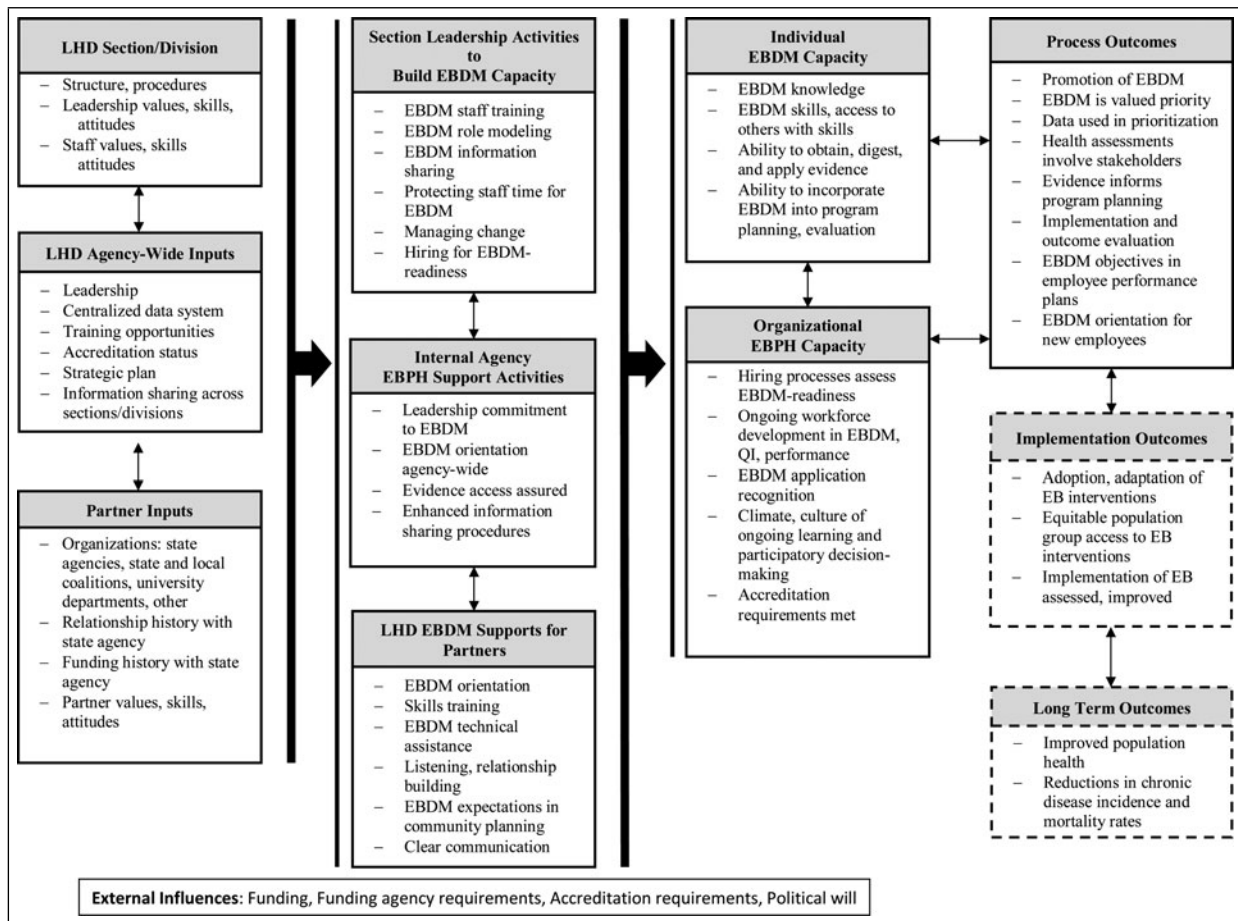 LHD Section/Division
– Structure, procedures
– Leadership values, skills,
attitudes
– Staff values, skills
attitudes
LHD Agency-Wide Inputs
– Leadership
– Centralized data system
– Training opportunities
– Accreditation status
– Strategic plan
– Information sharing across
sections/divisions
Partner Inputs
– Organizations: state
agencies, state and local
coalitions, university
departments, other
– Relationship history with
state agency
– Funding history with state
agency
– Partner values, skills,
attitudes
Section Leadership Activities
to
Build EBDM Capacity
– EBDM staff training
– EBDM role modeling
– EBDM information
sharing
– Protecting staff time for
EBDM
– Managing change
– Hiring for EBDM-
readiness
Internal Agency
EBPH Support Activities
– Leadership commitment
to EBDM
– EBDM orientation
agency-wide
– Evidence access assured
– Enhanced information
sharing procedures
LHD EBDM Supports for
Partners
– EBDM orientation
– Skills training
– EBDM technical
assistance
– Listening, relationship
building
– EBDM expectations in
community planning
– Clear communication
Individual
EBDM Capacity
– EBDM knowledge
– EBDM skills, access to
others with skills
– Ability to obtain, digest,
and apply evidence
– Ability to incorporate
EBDM into program
planning, evaluation
Organizational
EBPH Capacity
– Hiring processes assess
EBDM-readiness
– Ongoing workforce
development in EBDM,
QI, performance
– EBDM application
recognition
– Climate, culture of
ongoing learning and
participatory decision-
making
– Accreditation
requirements met
Process Outcomes
– Promotion of EBDM
– EBDM is valued priority
– Data used in prioritization
– Health assessments
involve stakeholders
– Evidence informs
program planning
– Implementation and
outcome evaluation
– EBDM objectives in
employee performance
plans
– EBDM orientation for
new employees
Implementation Outcomes
– Adoption, adaptation of
EB interventions
– Equitable population
group access to EB
interventions
– Implementation of EB
assessed, improved
Long Term Outcomes
– Improved population
health
– Reductions in chronic
disease incidence and
mortality rates
External Influences: Funding, Funding agency requirements, Accreditation requirements, Political will